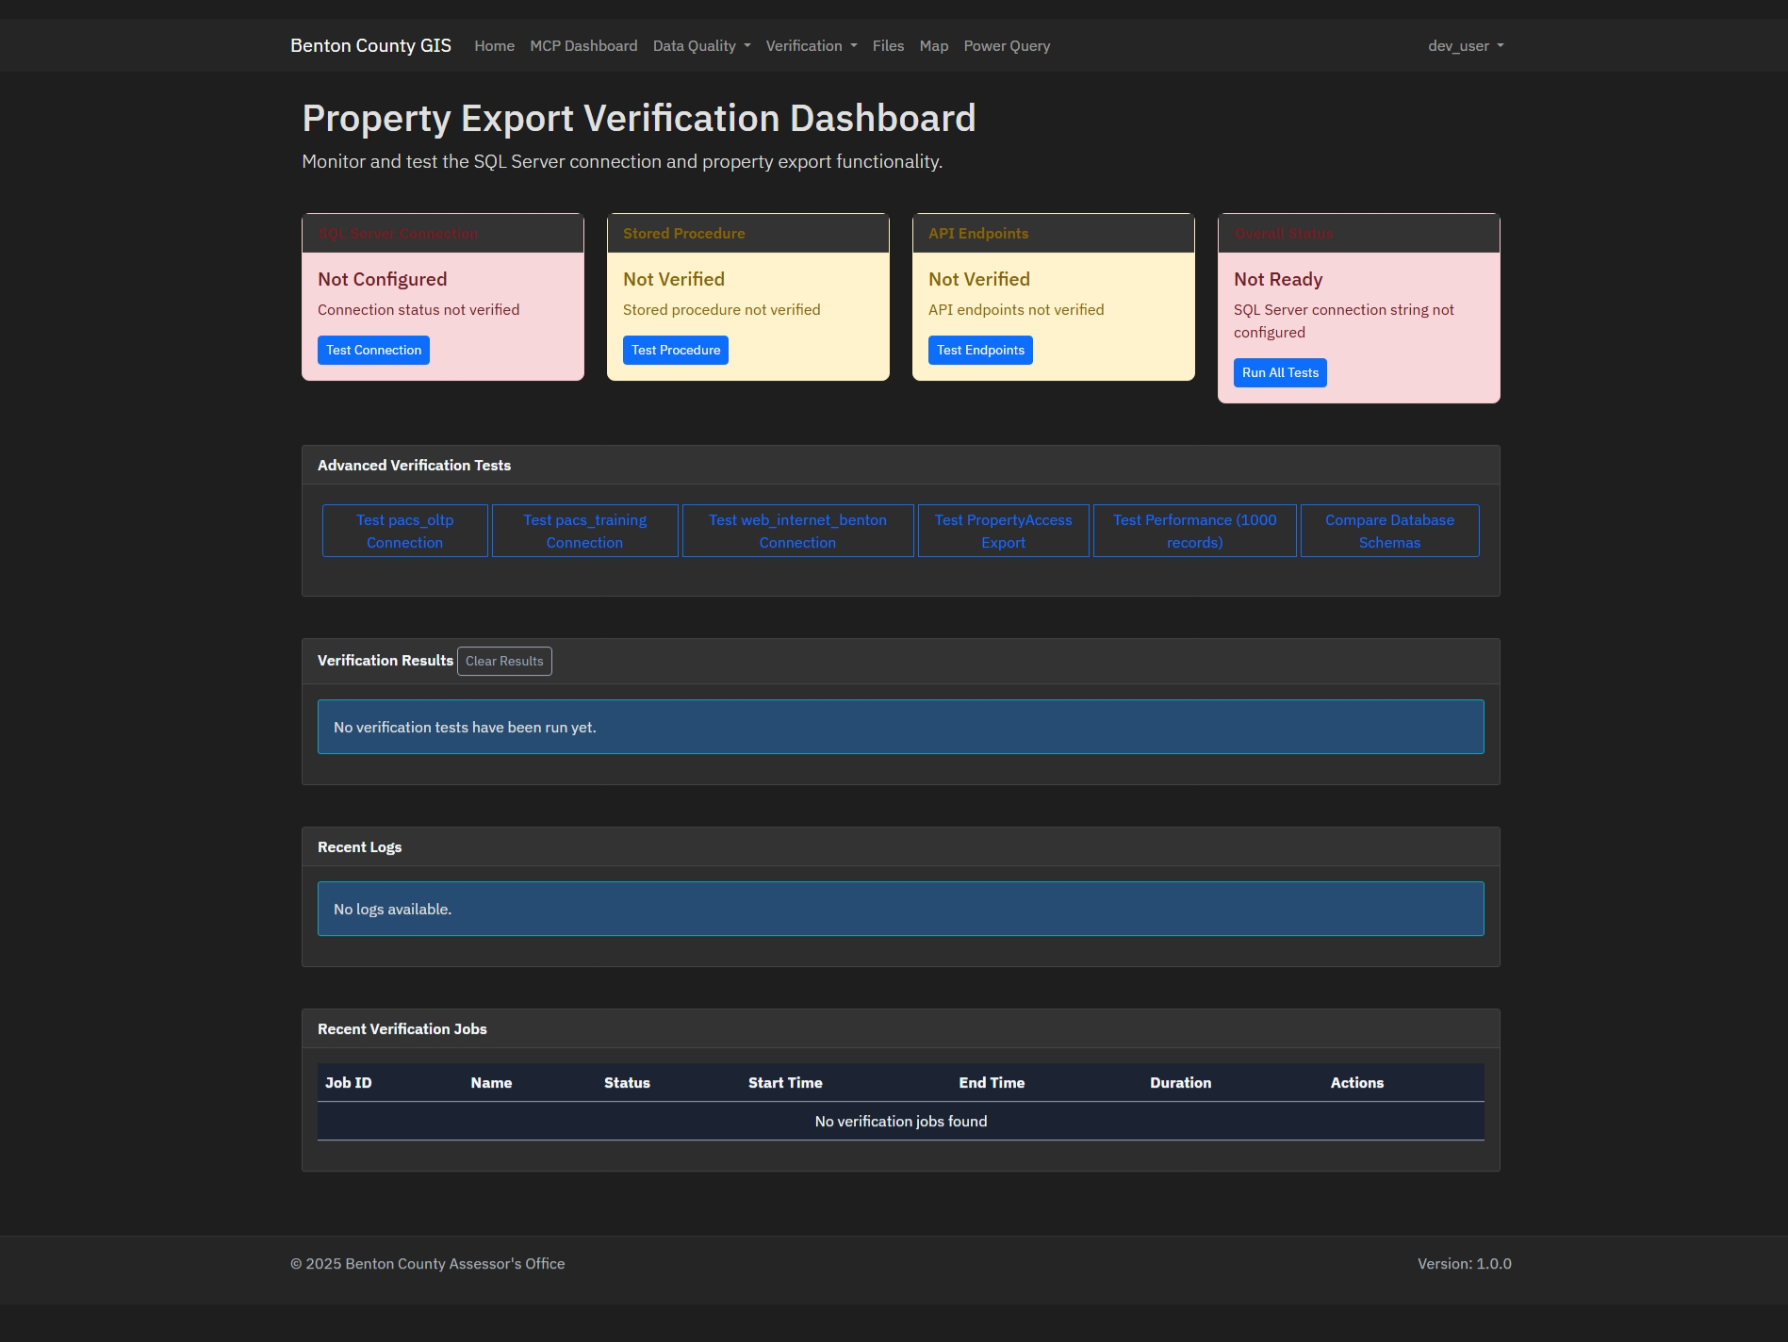 Benton County GIS Home MCP Dashboard Data Quality Verification Files Map Power Query dev_user
Property Export Verification Dashboard
Monitor and test the SQL Server connection and property export functionality.
SQL Server Connection
Not Configured
Connection status not verified
Test Connection
Stored Procedure
Not Verified
Stored procedure not verified
Test Procedure
API Endpoints
Not Verified
API endpoints not verified
Test Endpoints
Overall Status
Not Ready
SQL Server connection string not
configured
Run All Tests
Advanced Verification Tests
Test pacs_oltp
Connection
Test pacs_training
Connection
Test web_internet_benton
Connection
Test PropertyAccess
Export
Test Performance (1000
records)
Compare Database
Schemas
Verification Results Clear Results
No verification tests have been run yet.
Recent Logs
No logs available.
Recent Verification Jobs
Job ID Name Status Start Time End Time Duration Actions
No verification jobs found
© 2025 Benton County Assessor's Office Version: 1.0.0